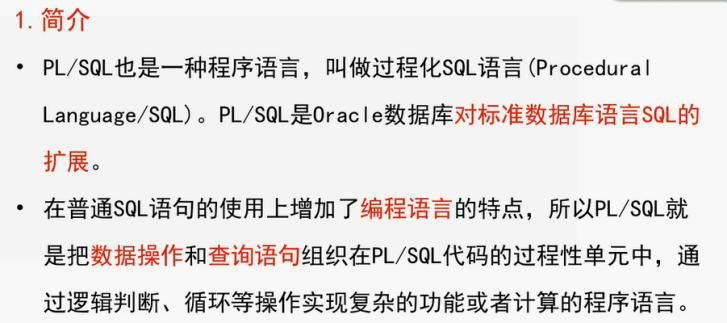 1. 简介
• PL/SQL也是一种程序语言，叫做过程化SQL语言(Procedural
Language/SQL)。PL/SQL是Oracle数据库对标准数据库语言SQL的
扩展。
• 在普通SQL语句的使用上增加了编程语言的特点，所以PL/SQL就
是把数据操作和查询语句组织在PL/SQL代码的过程性单元中，通
过逻辑判断、循环等操作实现复杂的功能或者计算的程序语言。